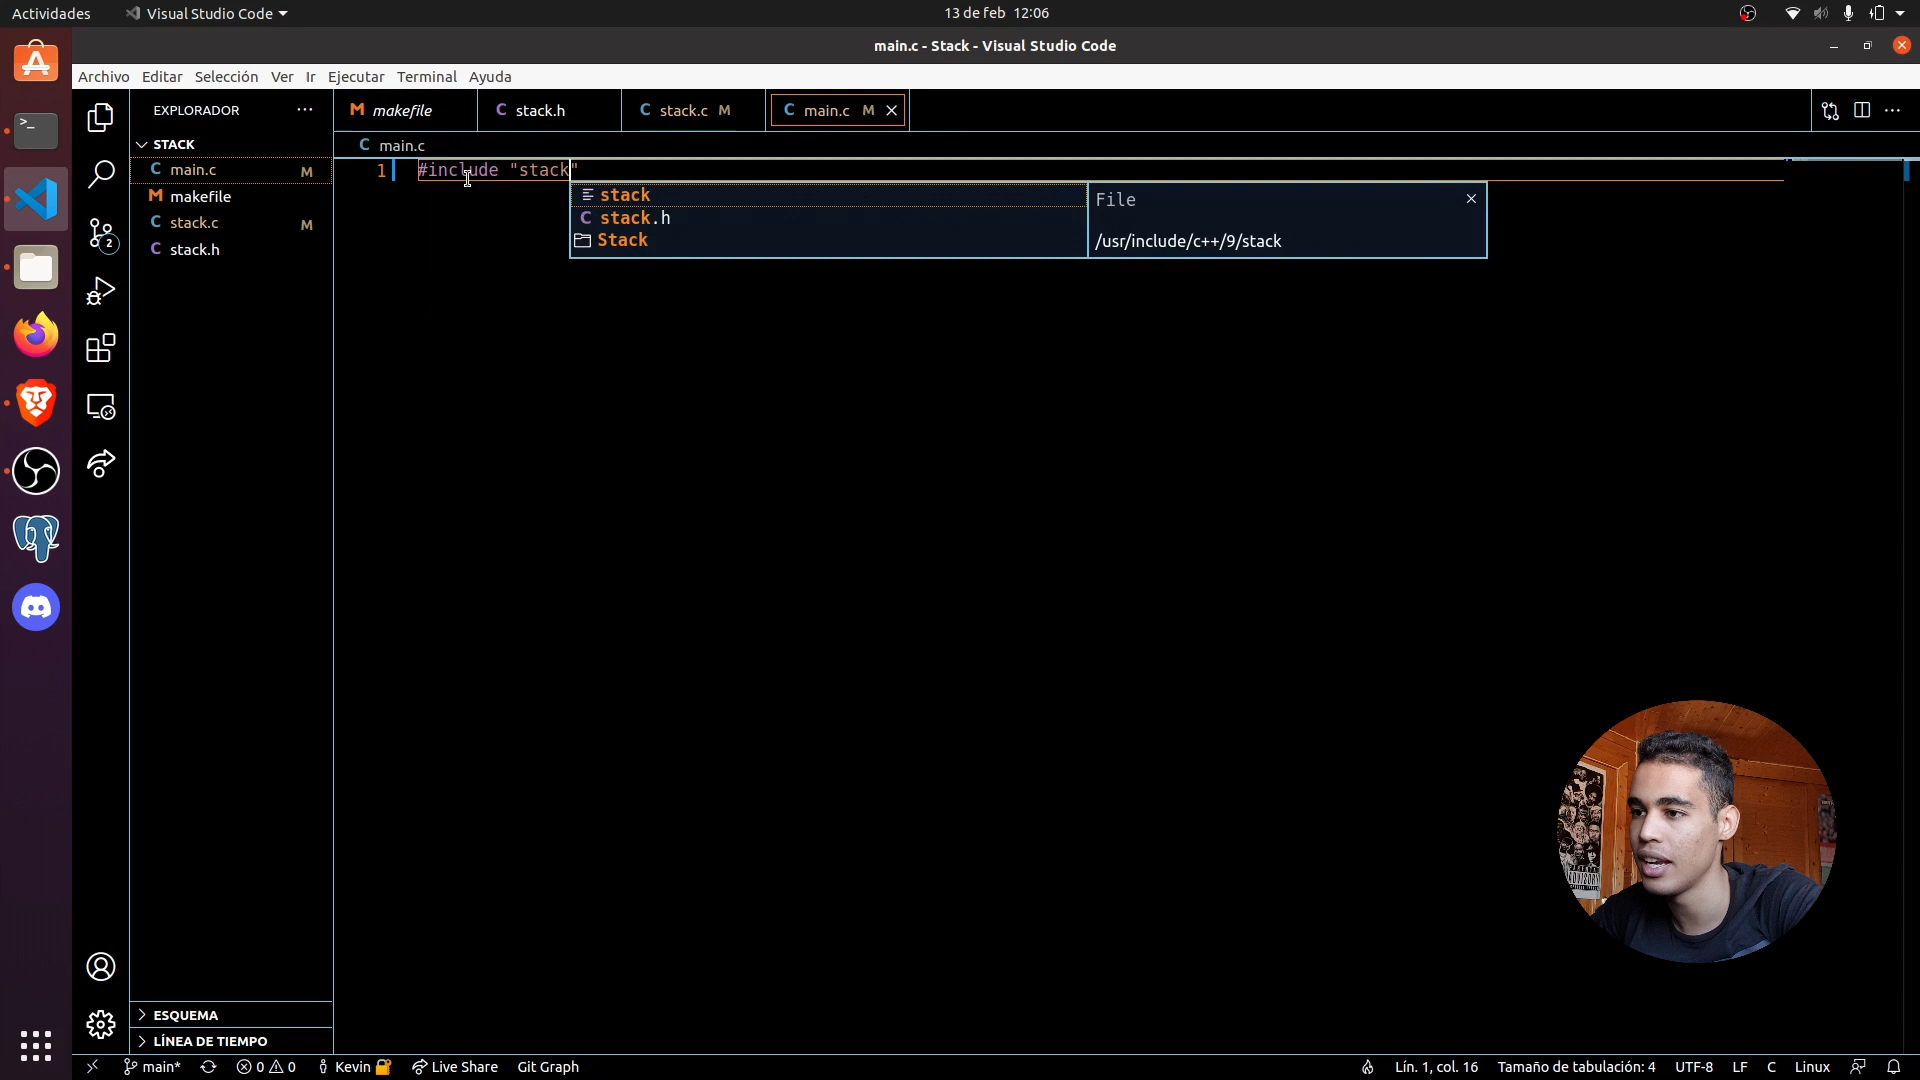 Actividades
Visual Studio Code
13 de feb 12:06
main.c - Stack - Visual Studio Code
Archivo Editar Selección Ver Ir Ejecutar Terminal Ayuda
EXPLORADOR
STACK
C main.c M
M makefile
C stack.c M
C stack.h
M makefile
C stack.h
C stack.c M
C main.c M
C main.c
1 #include "stack"
stack
C stack.h
Stack
File
/usr/include/c++/9/stack
2
ESQUEMA
LÍNEA DE TIEMPO
main* 0 0 Kevin Live Share Git Graph
Lín. 1, col. 16 Tamaño de tabulación: 4 UTF-8 LF C Linux